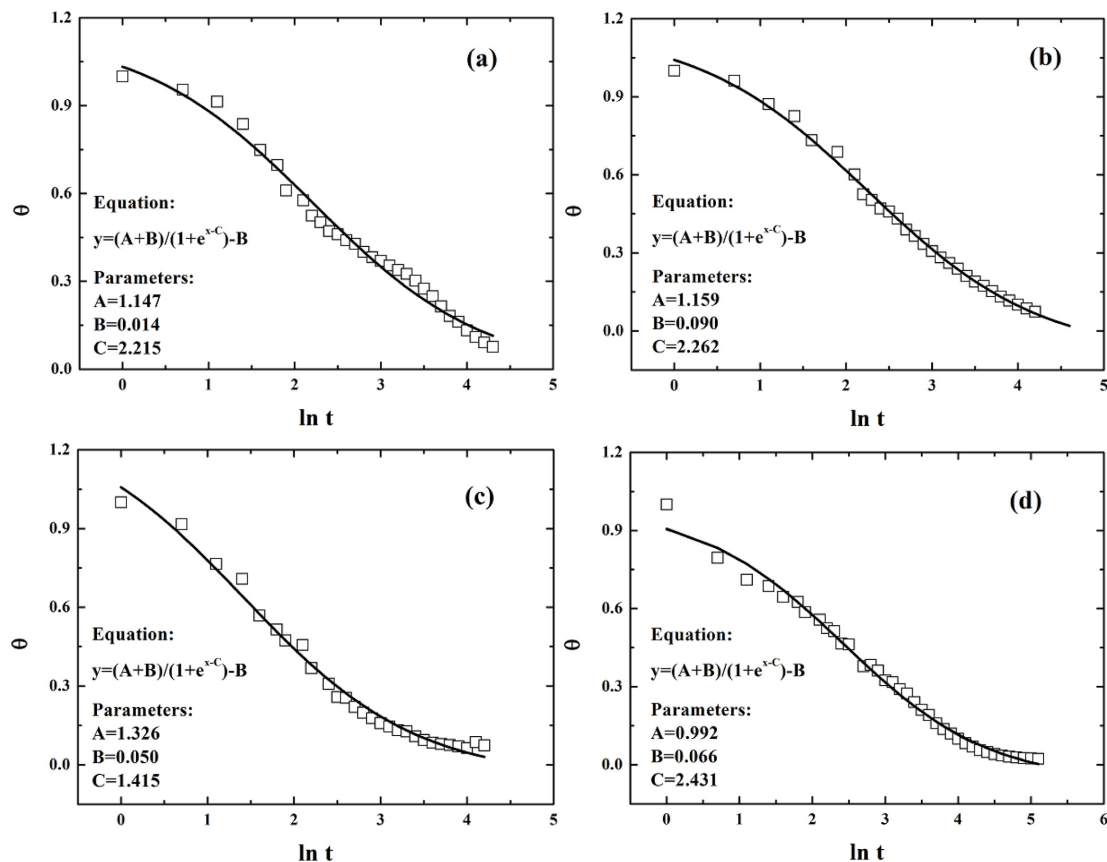 (a)
1.2
0.9
0.6
0.3
0.0
θ
Equation:
y=(A+B)/(1+e^{x-C})-B
Parameters:
A=1.147
B=0.014
C=2.215
0 1 2 3 4 5
ln t
(b)
1.2
0.9
0.6
0.3
0.0
θ
Equation:
y=(A+B)/(1+e^{x-C})-B
Parameters:
A=1.159
B=0.090
C=2.262
0 1 2 3 4 5
ln t
(c)
1.2
0.9
0.6
0.3
0.0
θ
Equation:
y=(A+B)/(1+e^{x-C})-B
Parameters:
A=1.326
B=0.050
C=1.415
0 1 2 3 4 5
ln t
(d)
1.2
0.9
0.6
0.3
0.0
θ
Equation:
y=(A+B)/(1+e^{x-C})-B
Parameters:
A=0.992
B=0.066
C=2.431
0 1 2 3 4 5 6
ln t